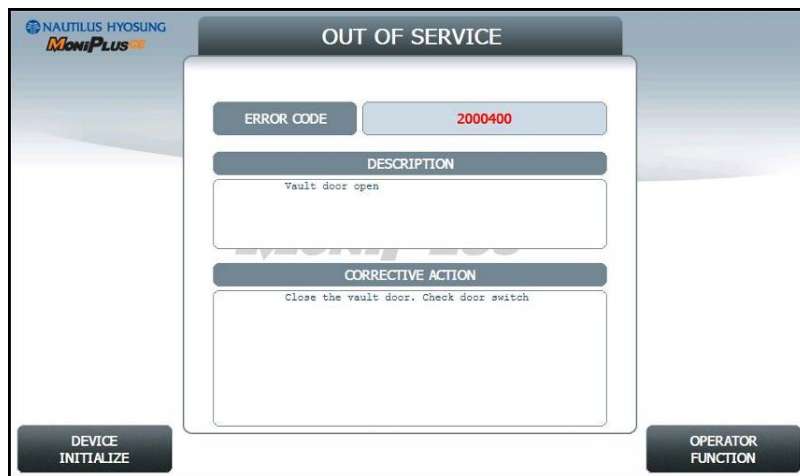 NAUTILUS HYOSUNG
MoniPlusCE
OUT OF SERVICE
ERROR CODE
2000400
DESCRIPTION
Vault door open
MoniPlus
CORRECTIVE ACTION
Close the vault door. Check door switch
DEVICE
INITIALIZE
OPERATOR
FUNCTION